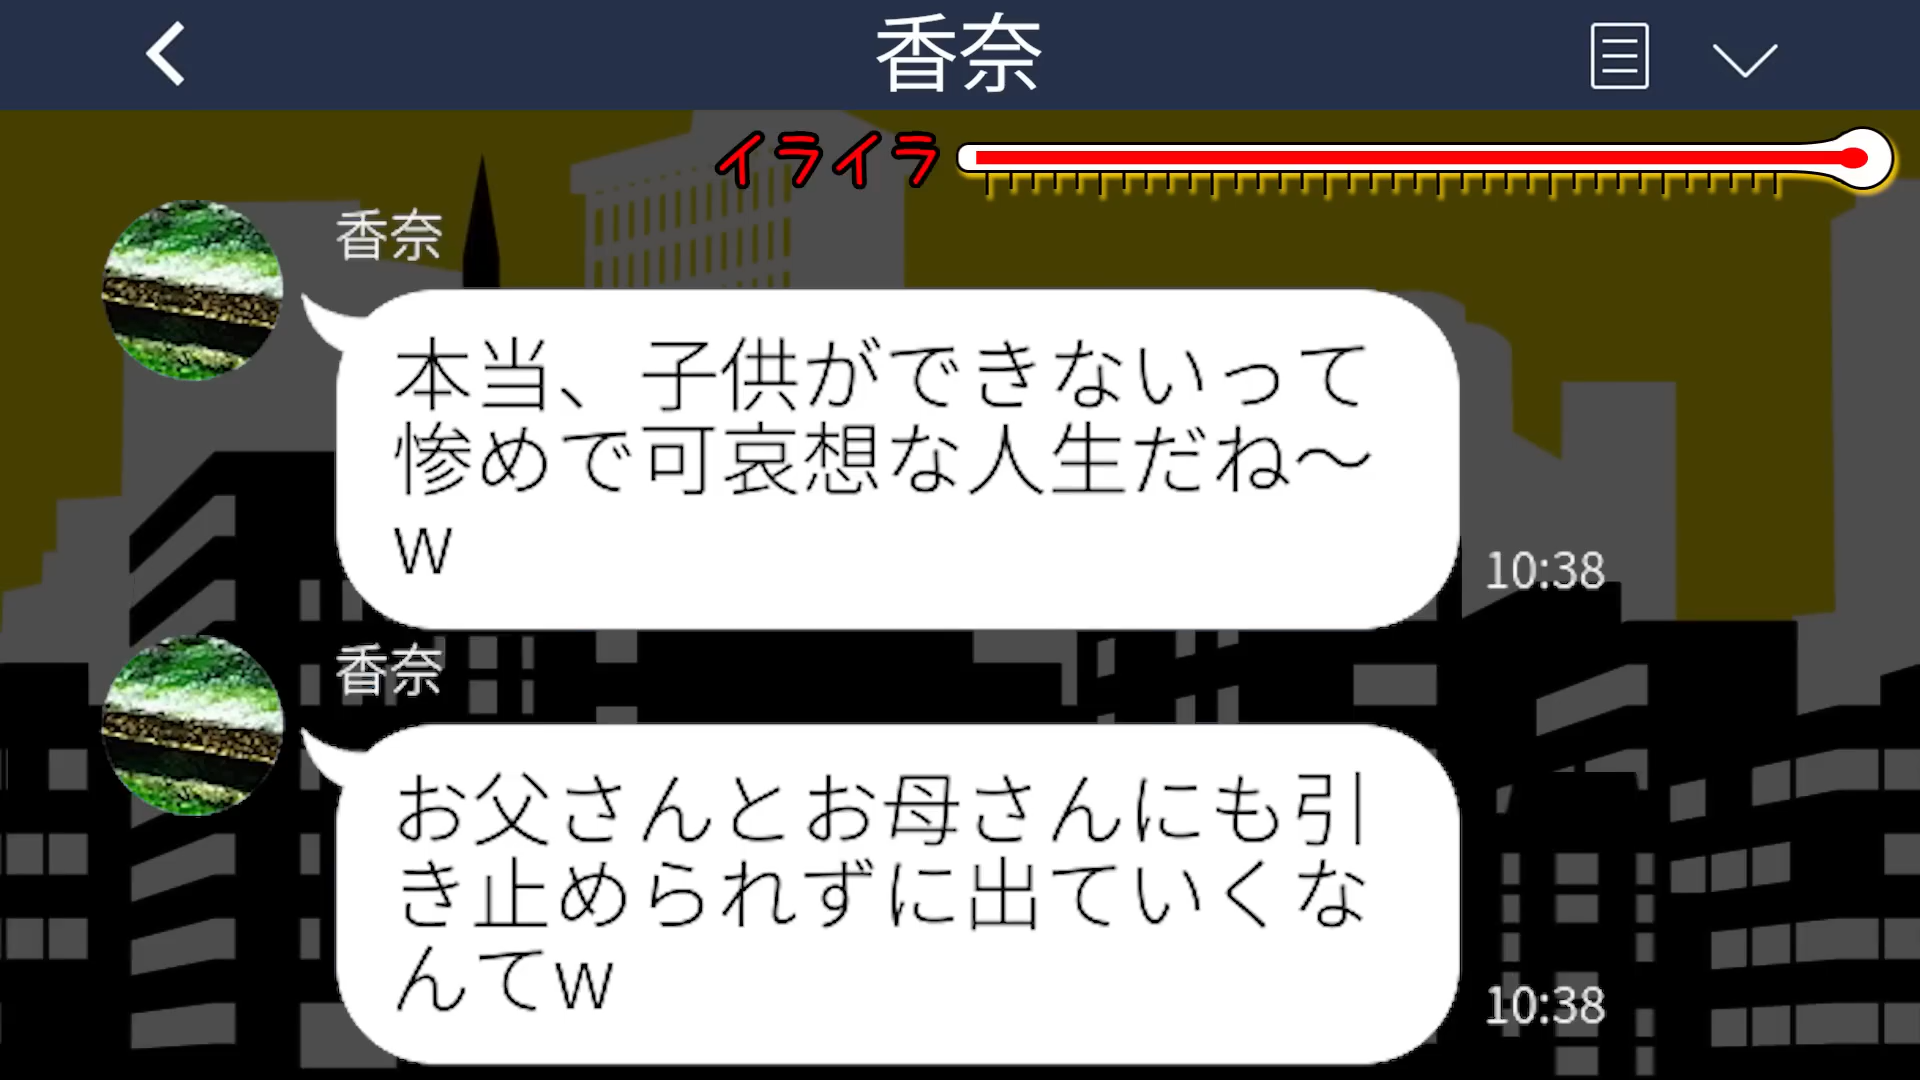 香奈
イライラ
香奈
本当、子供ができないって
惨めで可哀想な人生だね～
w
10:38
香奈
お父さんとお母さんにも引
き止められずに出ていくな
んてw
10:38